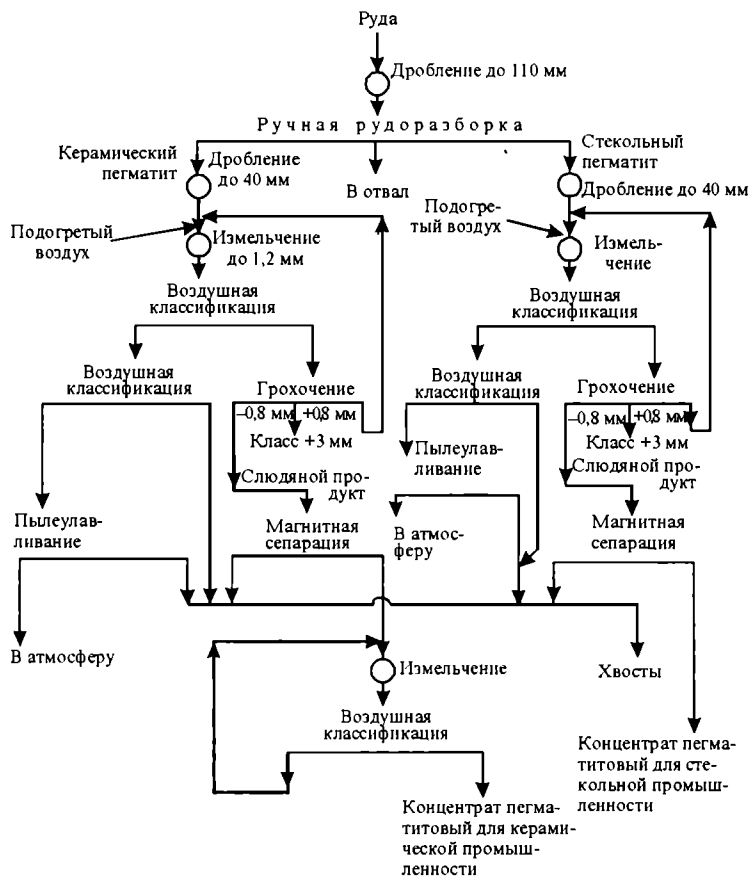 Руда
Дробление до 110 мм
Ручная рудоразборка
Керамический
пегматит
Дробление
до 40 мм
В отвал
Стекольный
пегматит
Дробление до 40 мм
Подогретый
воздух
Измельчение
до 1,2 мм
Подогре-
тый воздух
Измель-
чение
Воздушная
классификация
Воздушная
классификация
Воздушная
классификация
Грохочение
–0,8 мм +0,8 мм
Класс +3 мм
Слюдяной про-
дукт
Воздушная
классификация
Грохочение
–0,8 мм +0,8 мм
Класс +3 мм
Слюдяной про-
дукт
Пылеулав-
ливание
Пылеулав-
ливание
Магнитная
сепарация
В атмос-
феру
Магнитная
сепарация
В атмосферу
Измельчение
Хвосты
Воздушная
классификация
Концентрат пегма-
титовый для сте-
кольной промыш-
ленности
Концентрат пегма-
титовый для керами-
ческой промыш-
ленности